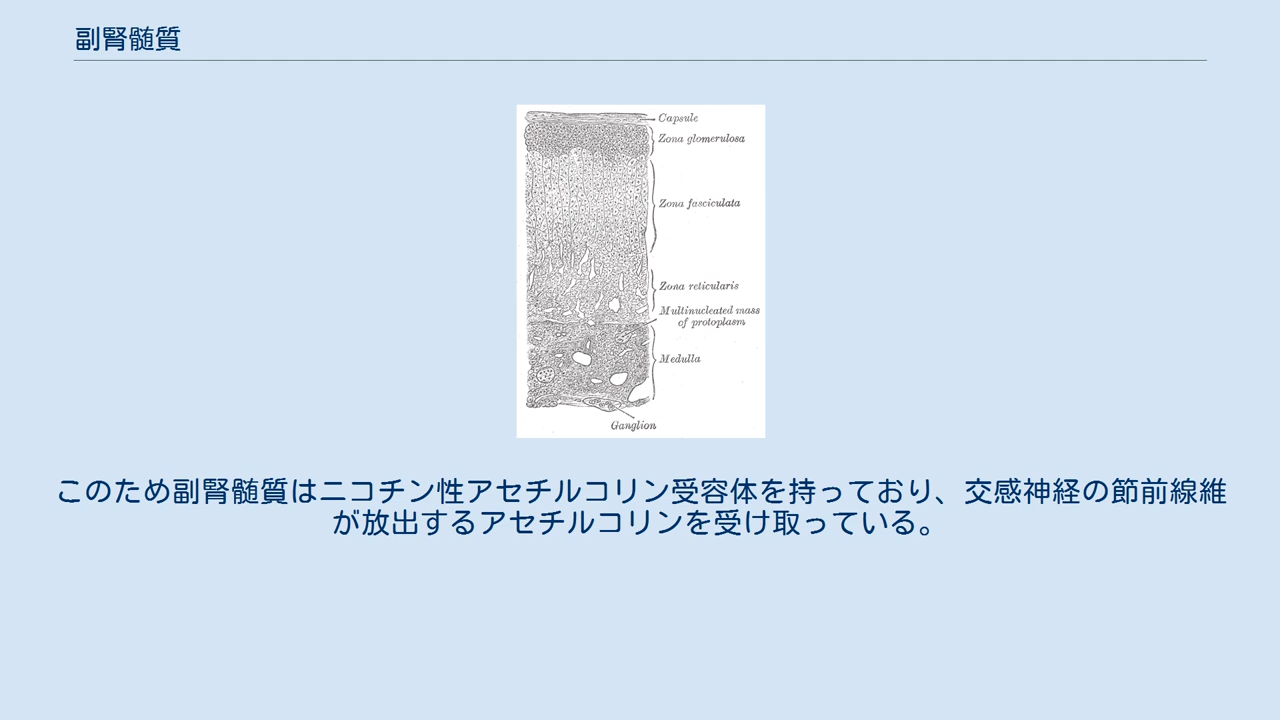 副腎髄質
Capsule
Zona glomerulosa
Zona fasciculata
Zona reticularis
Multinucleated mass
of protoplasm
Medulla
Ganglion
このため副腎髄質はニコチン性アセチルコリン受容体を持っており、交感神経の節前線維
が放出するアセチルコリンを受け取っている。